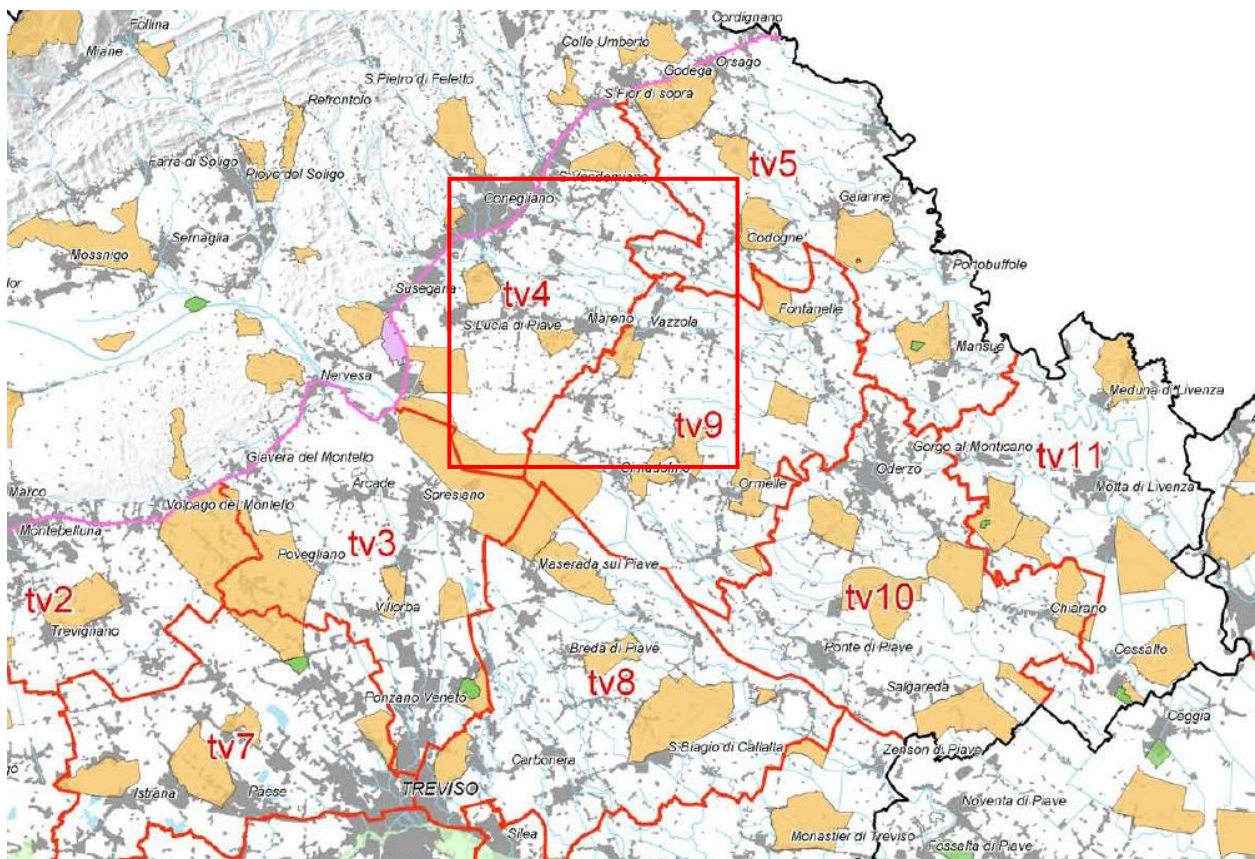 Cordignano
Follina
Miane
Colle Umberto
Orsago
Godega
S.Pietro di Feletto
S.Fior di sopra
Refrontolo
tv5
Farra di Soligo
Pieve del Soligo
S.Vendemiano
Conegliano
Gaiarine
Sernaglia
Codogne'
Mosnigo
Portobuffole
Susegana
tv4
Fontanelle
S.Lucia di Piave
Mareno
Vazzola
Mansue
Nervesa
Meduna di Livenza
tv9
Gorgo al Monticano
Giavera del Montello
Cimadolmo
Oderzo
tv11
Marco
Arcade
Spresiano
Ormelle
Motta di Livenza
Volpago del Montello
Montebelluna
tv3
Povegliano
Maserada sul Piave
tv2
Villorba
tv10
Chiarano
Trevignano
Breda di Piave
Ponte di Piave
Cessalto
tv8
Ponzano Veneto
Salgareda
Ceggia
tv7
S.Biagio di Callalta
Zenson di Piave
Carbonera
Istrana
Paese
TREVISO
Noventa di Piave
Silea
Monastier di Treviso
Fossalta di Piave